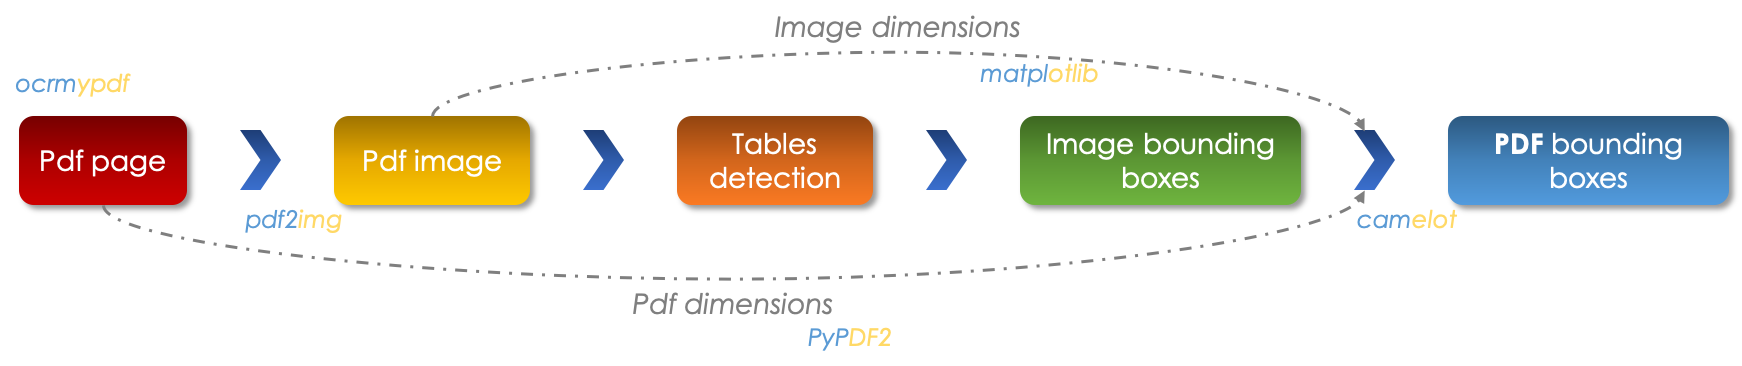 Image dimensions
ocrmypdf
matplotlib
Pdf page
Pdf image
Tables
detection
Image bounding
boxes
PDF bounding
boxes
pdf2img
camelot
Pdf dimensions
PyPDF2